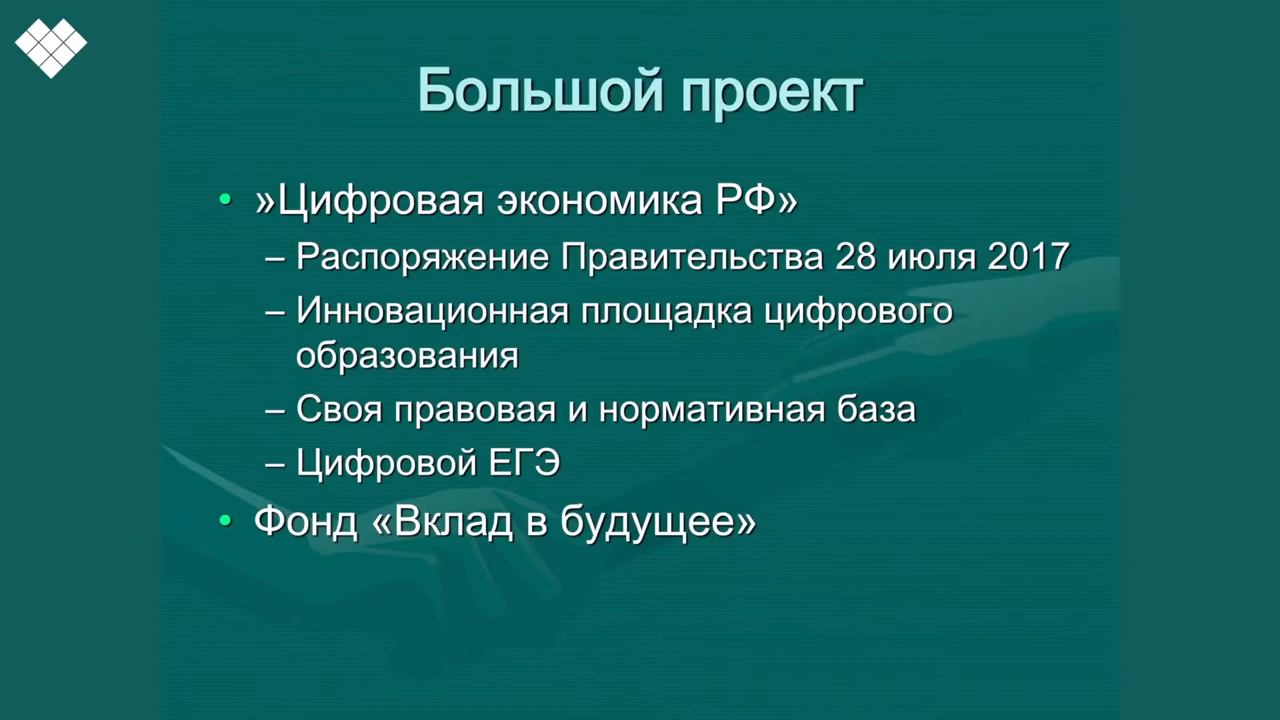 Большой проект
• »Цифровая экономика РФ»
– Распоряжение Правительства 28 июля 2017
– Инновационная площадка цифрового
образования
– Своя правовая и нормативная база
– Цифровой ЕГЭ
• Фонд «Вклад в будущее»